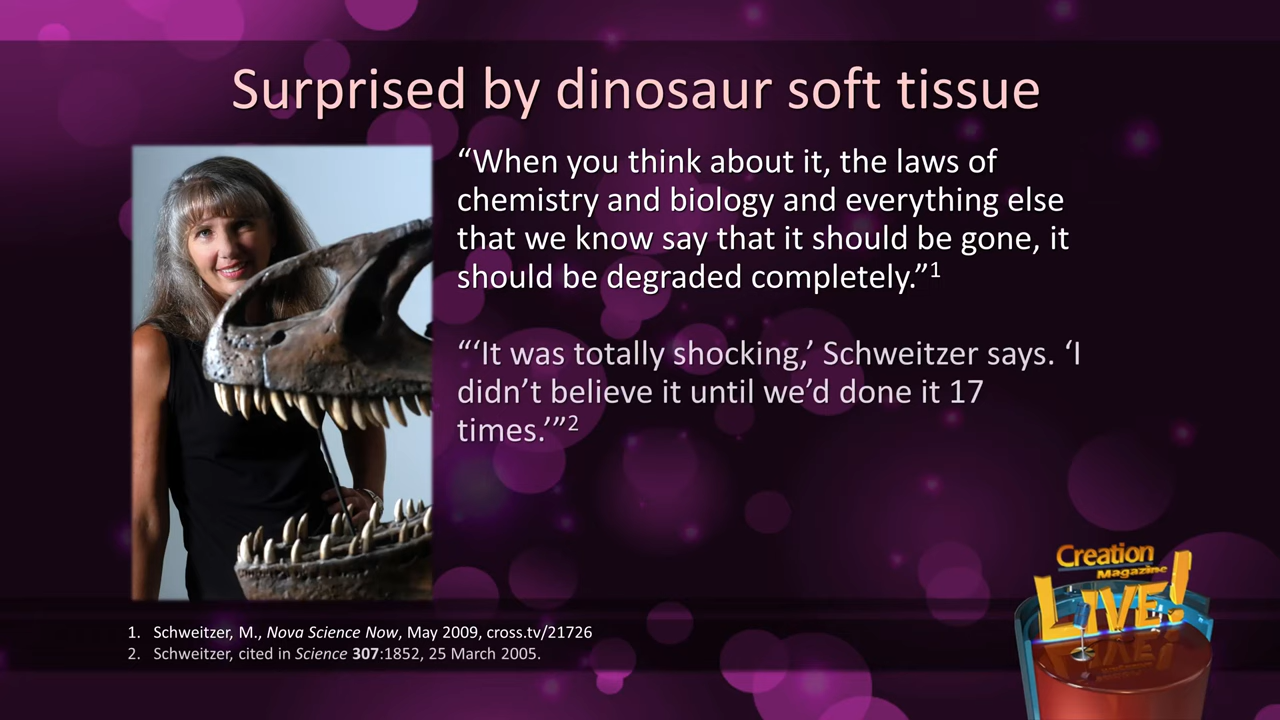 Surprised by dinosaur soft tissue
“When you think about it, the laws of
chemistry and biology and everything else
that we know say that it should be gone, it
should be degraded completely.”1
“‘It was totally shocking,’ Schweitzer says. ‘I
didn’t believe it until we’d done it 17
times.’”2
Creation
Magazine
LIVE!
1. Schweitzer, M., Nova Science Now, May 2009, cross.tv/21726
2. Schweitzer, cited in Science 307:1852, 25 March 2005.